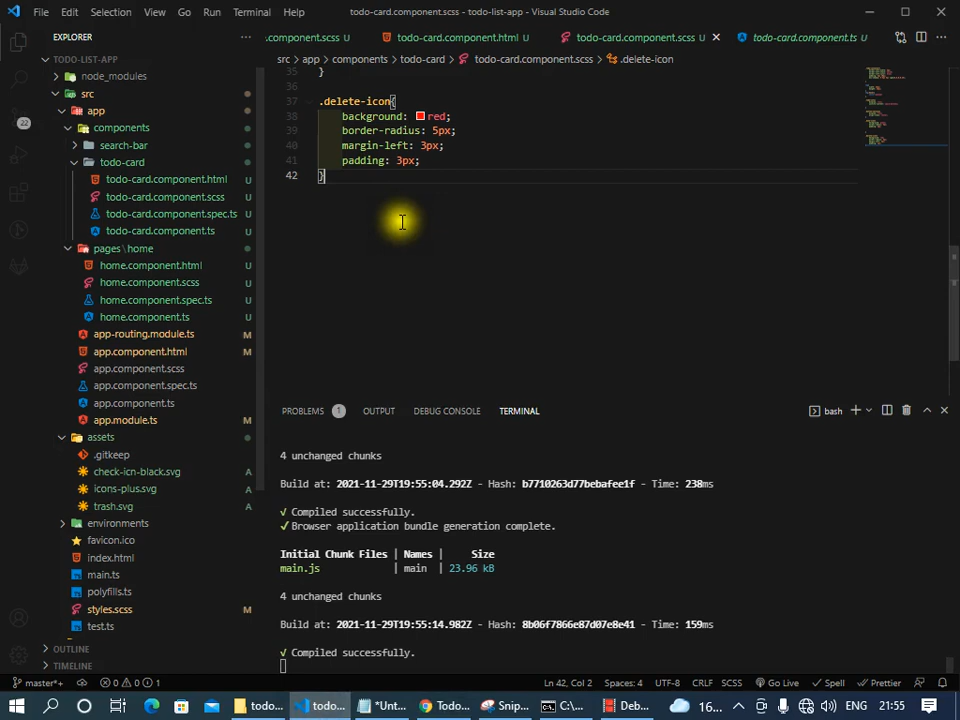 File Edit Selection View Go Run Terminal Help
todo-card.component.scss - todo-list-app - Visual Studio Code
EXPLORER
.component.scss U
todo-card.component.html U
todo-card.component.scss U
todo-card.component.ts U
TODO-LIST-APP
src > app > components > todo-card > todo-card.component.scss > .delete-icon
node_modules
src
app
components
search-bar
todo-card
todo-card.component.html U
todo-card.component.scss U
todo-card.component.spec.ts U
todo-card.component.ts U
pages\home
home.component.html U
home.component.scss U
home.component.spec.ts U
home.component.ts U
app-routing.module.ts M
app.component.html M
app.component.scss
app.component.spec.ts
app.component.ts
app.module.ts M
assets
.gitkeep
check-icn-black.svg A
icons-plus.svg A
trash.svg A
environments
favicon.ico
index.html
main.ts
polyfills.ts
styles.scss M
test.ts
OUTLINE
TIMELINE
22
35 }
36
37 .delete-icon{
38 background: red;
39 border-radius: 5px;
40 margin-left: 3px;
41 padding: 3px;
42 }
PROBLEMS 1 OUTPUT DEBUG CONSOLE TERMINAL
bash
4 unchanged chunks
Build at: 2021-11-29T19:55:04.292Z - Hash: b7710263d77bebafee1f - Time: 238ms
√ Compiled successfully.
√ Browser application bundle generation complete.
Initial Chunk Files | Names | Size
main.js | main | 23.96 kB
4 unchanged chunks
Build at: 2021-11-29T19:55:14.982Z - Hash: 8b06f7866e87d07e8e41 - Time: 159ms
√ Compiled successfully.
master*+ 0 0 1
Ln 42, Col 2 Spaces: 4 UTF-8 CRLF SCSS Go Live Spell Prettier
todo... todo... *Unt... Todo... Snip... C:\... Deb... 16... ENG 21:55